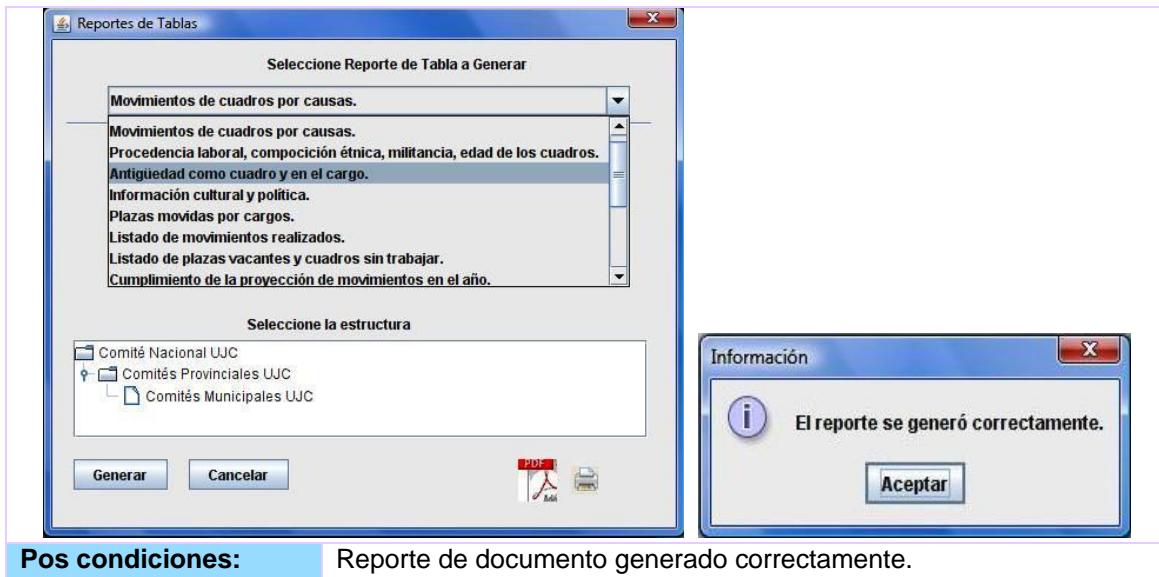 Reportes de Tablas
Seleccione Reporte de Tabla a Generar
Movimientos de cuadros por causas.
Movimientos de cuadros por causas.
Procedencia laboral, compocición étnica, militancia, edad de los cuadros.
Antigüedad como cuadro y en el cargo.
Información cultural y política.
Plazas movidas por cargos.
Listado de movimientos realizados.
Listado de plazas vacantes y cuadros sin trabajar.
Cumplimiento de la proyección de movimientos en el año.
Seleccione la estructura
Comité Nacional UJC
Comités Provinciales UJC
Comités Municipales UJC
Generar Cancelar
PDF
Información
El reporte se generó correctamente.
Aceptar
Pos condiciones: Reporte de documento generado correctamente.